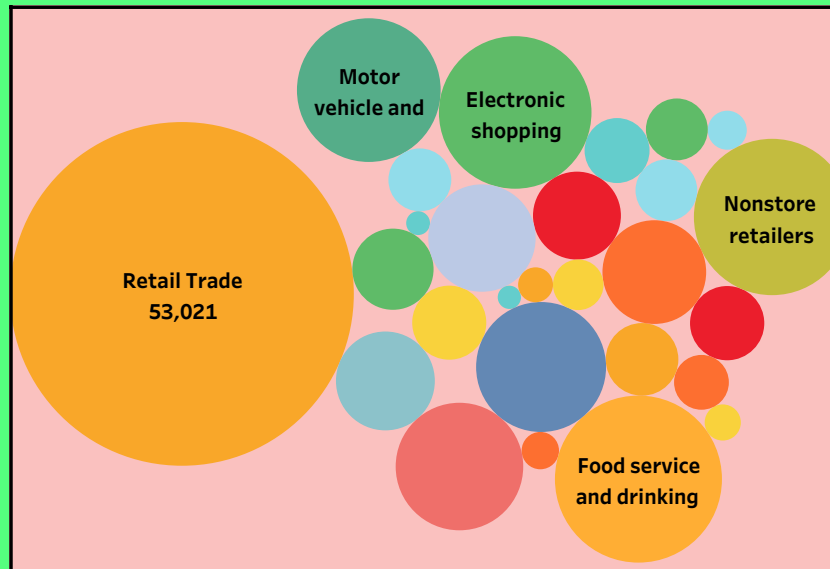 Motor
vehicle and
Electronic
shopping
Nonstore
retailers
Retail Trade
53,021
Food service
and drinking